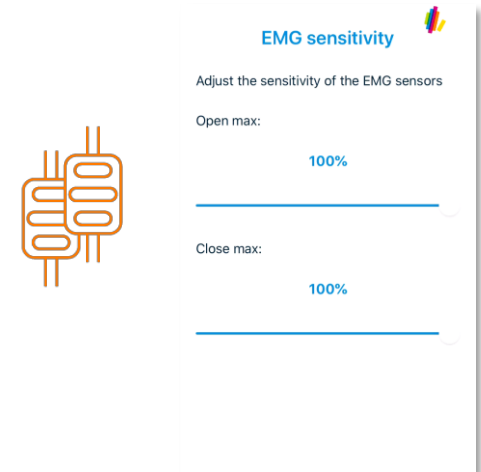 EMG sensitivity
Adjust the sensitivity of the EMG sensors
Open max:
100%
Close max:
100%